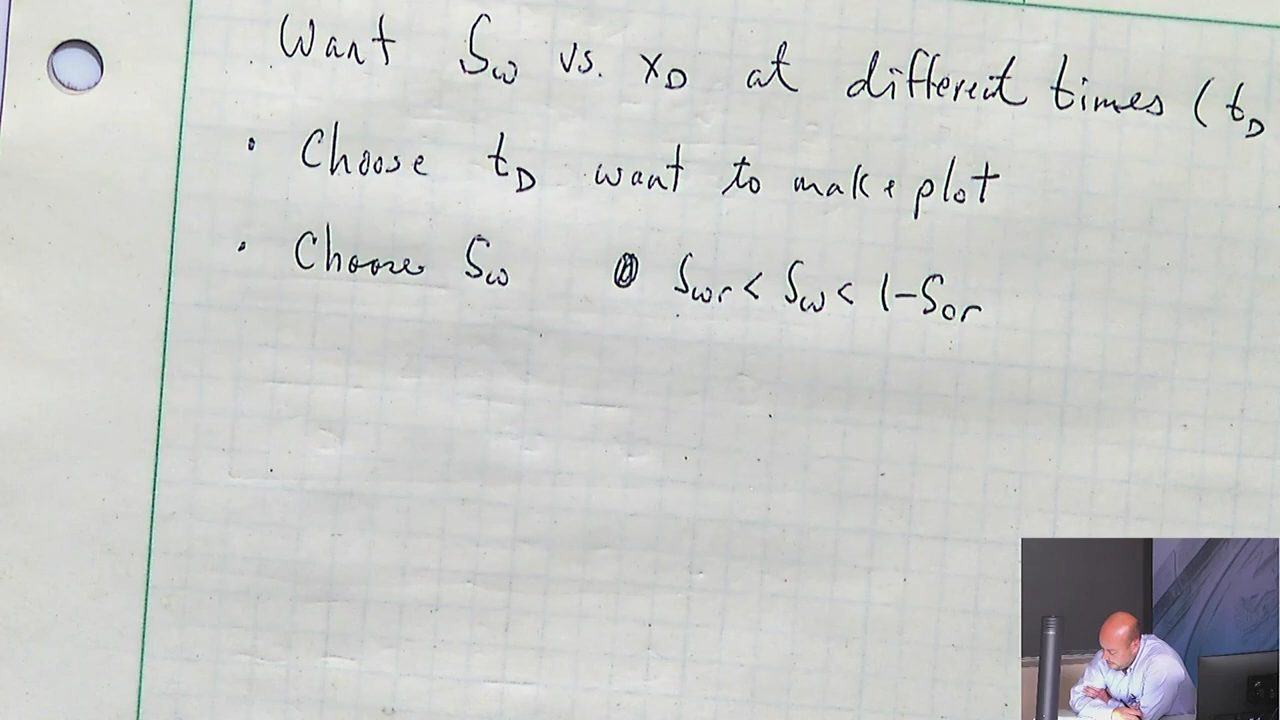 Want Sw vs. xD at different times (tD
• Choose tD want to make plot
• Choose Sw Swr < Sw < 1-Sor